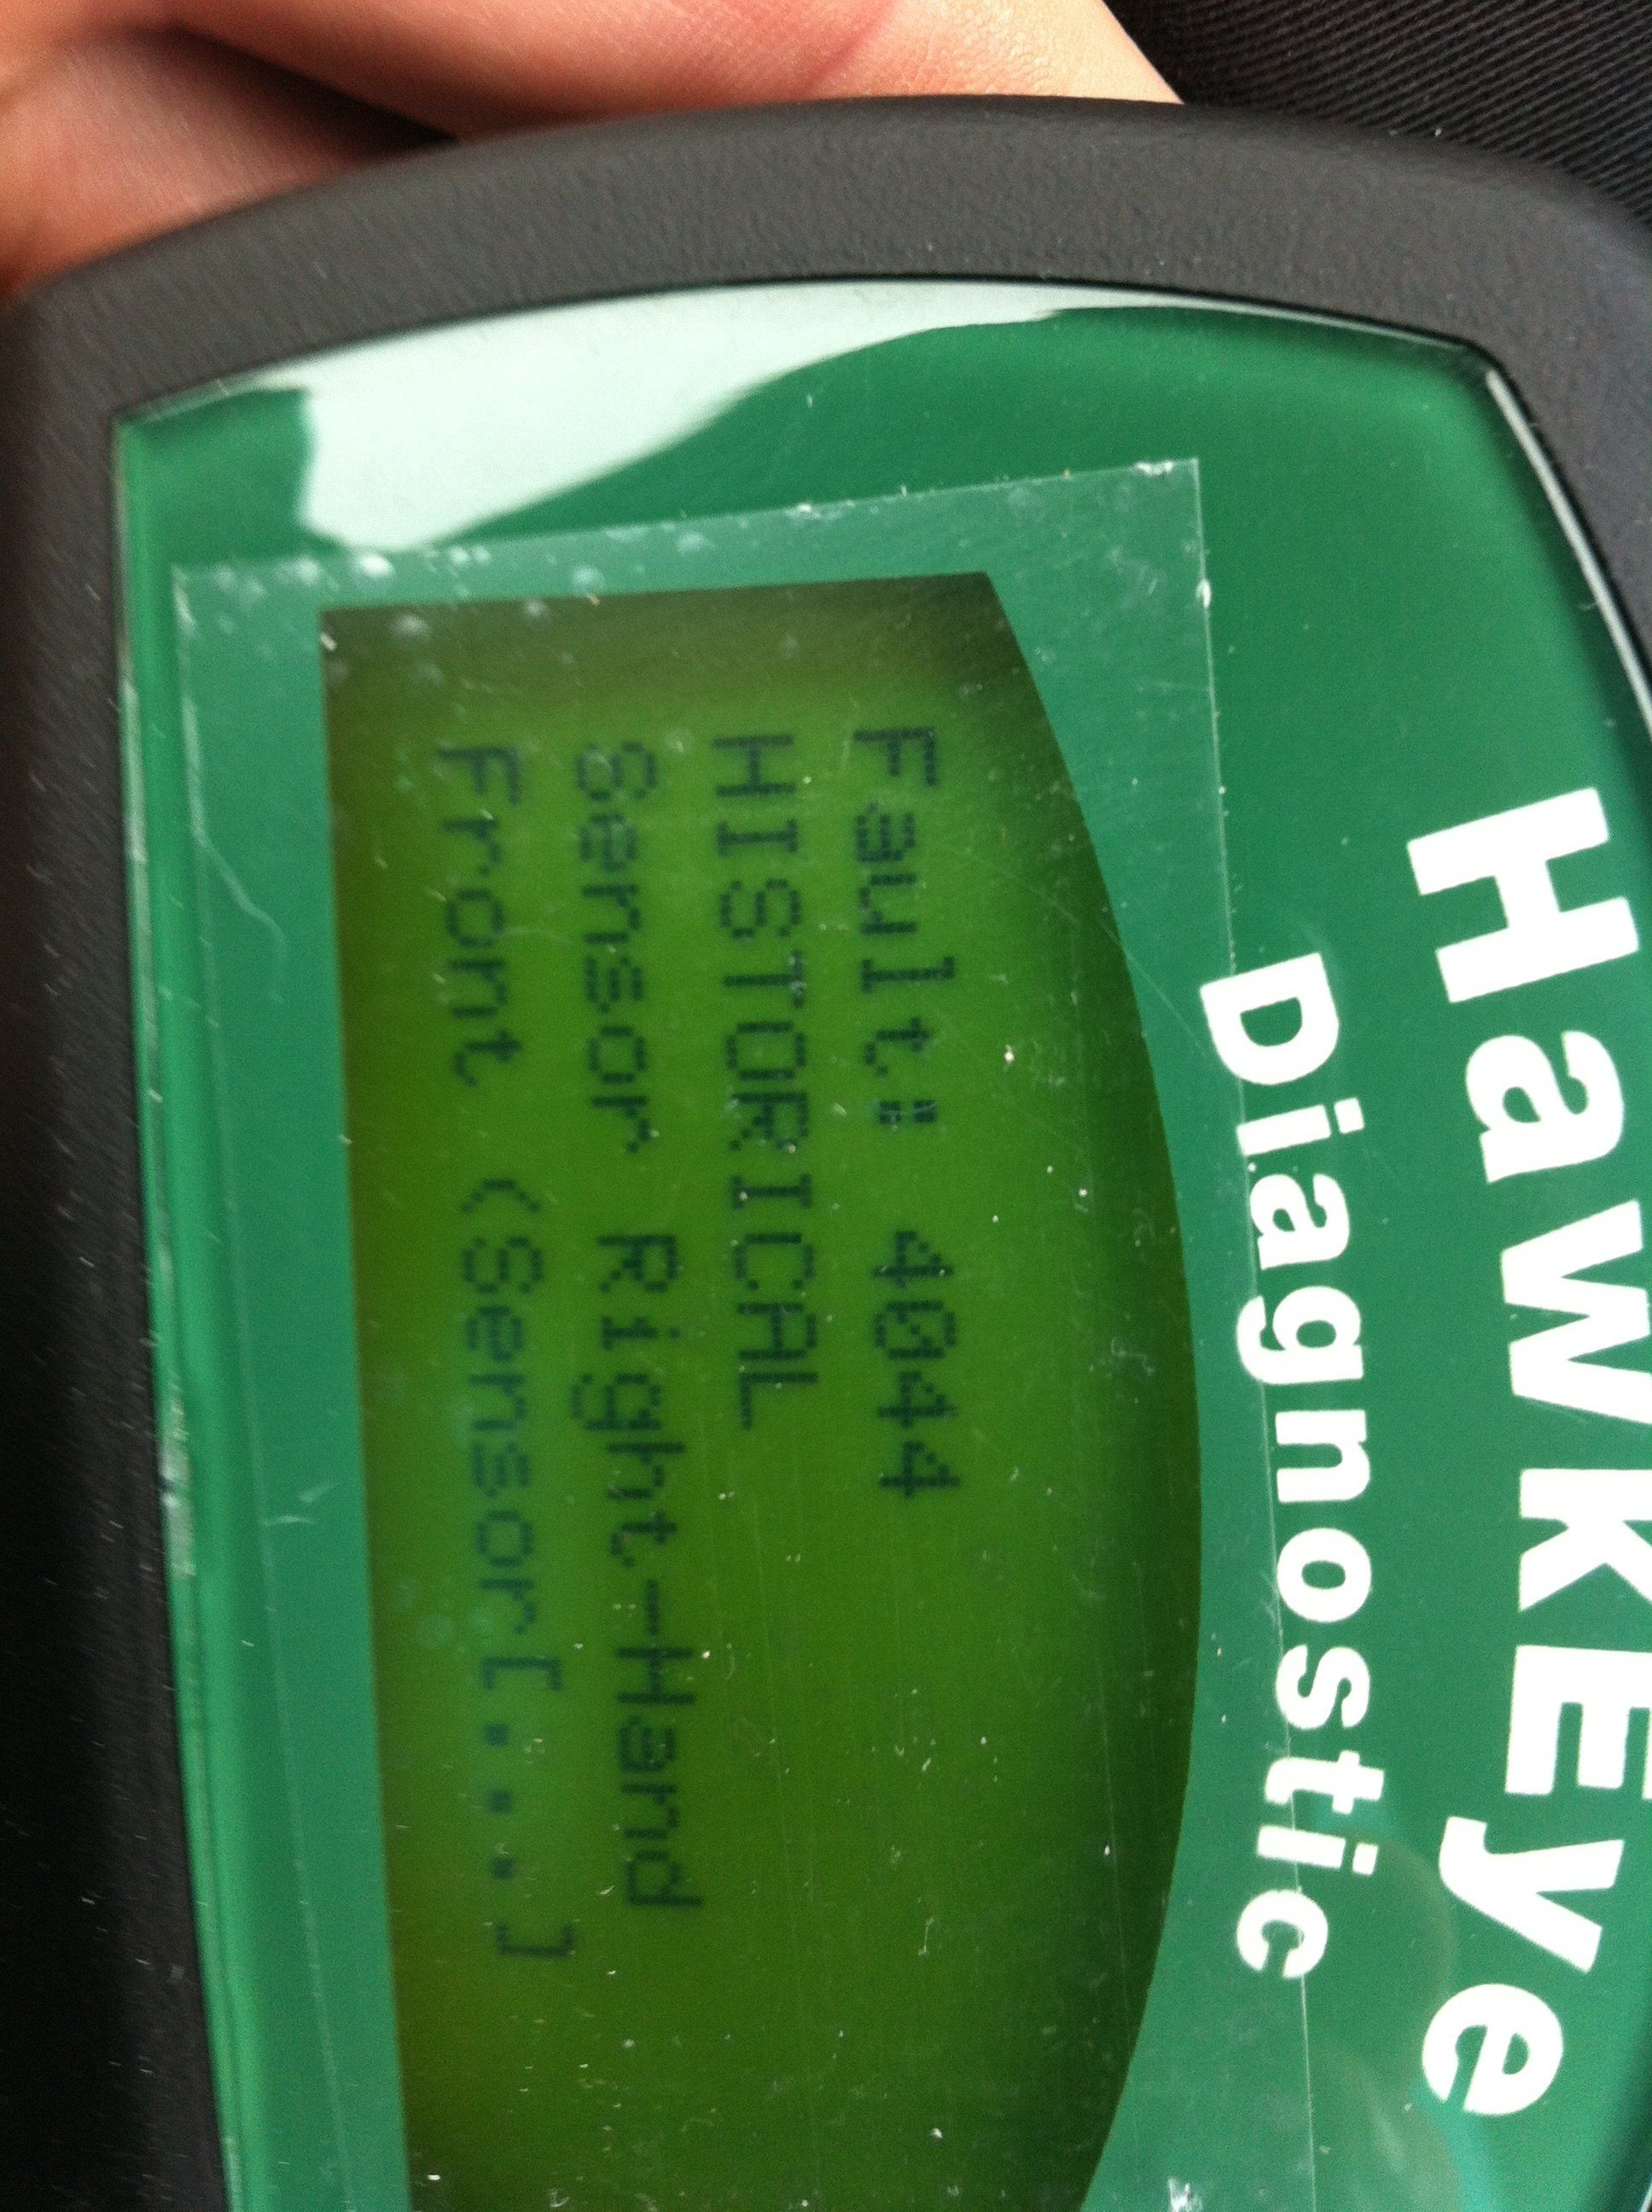 HawkEye
Diagnostic
Fault: 4044
HISTORICAL
Sensor Right-Hand
Front (Sensor[...]